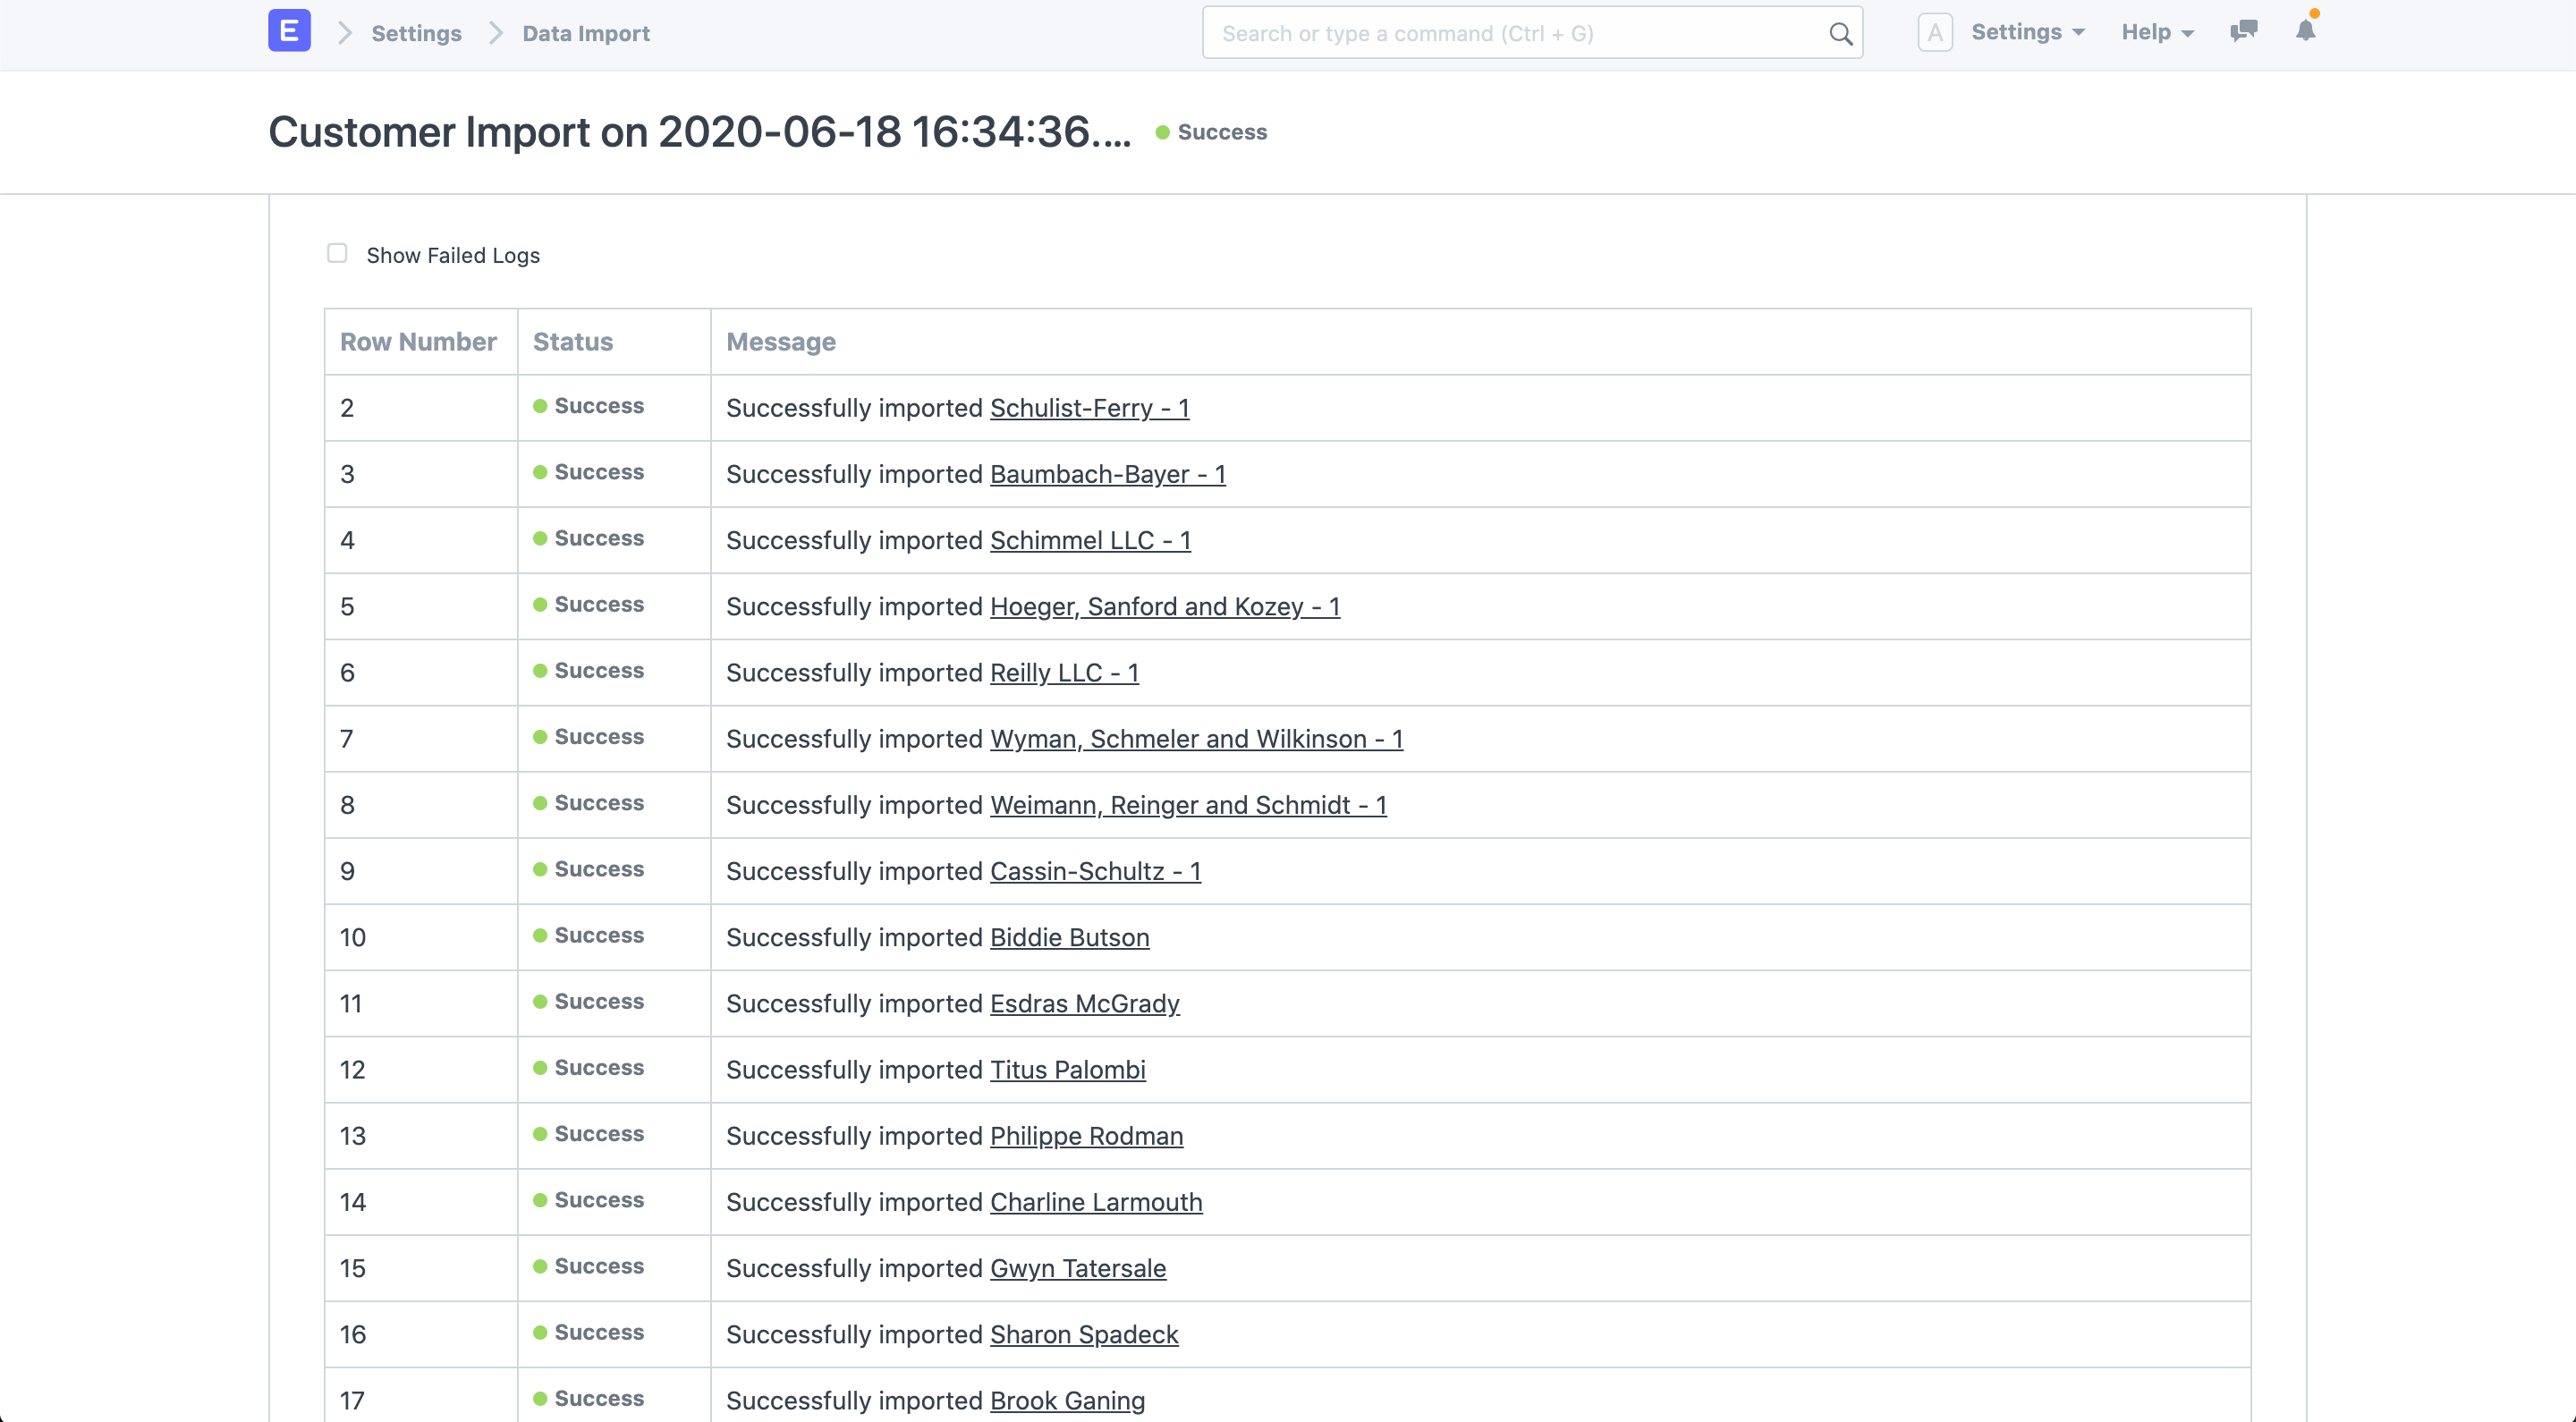 E Settings Data Import Search or type a command (Ctrl + G) A Settings Help
Customer Import on 2020-06-18 16:34:36.... Success
Show Failed Logs
Row Number Status Message
2 Success Successfully imported Schulist-Ferry - 1
3 Success Successfully imported Baumbach-Bayer - 1
4 Success Successfully imported Schimmel LLC - 1
5 Success Successfully imported Hoeger, Sanford and Kozey - 1
6 Success Successfully imported Reilly LLC - 1
7 Success Successfully imported Wyman, Schmeler and Wilkinson - 1
8 Success Successfully imported Weimann, Reinger and Schmidt - 1
9 Success Successfully imported Cassin-Schultz - 1
10 Success Successfully imported Biddie Butson
11 Success Successfully imported Esdras McGrady
12 Success Successfully imported Titus Palombi
13 Success Successfully imported Philippe Rodman
14 Success Successfully imported Charline Larmouth
15 Success Successfully imported Gwyn Tatersale
16 Success Successfully imported Sharon Spadeck
17 Success Successfully imported Brook Ganing